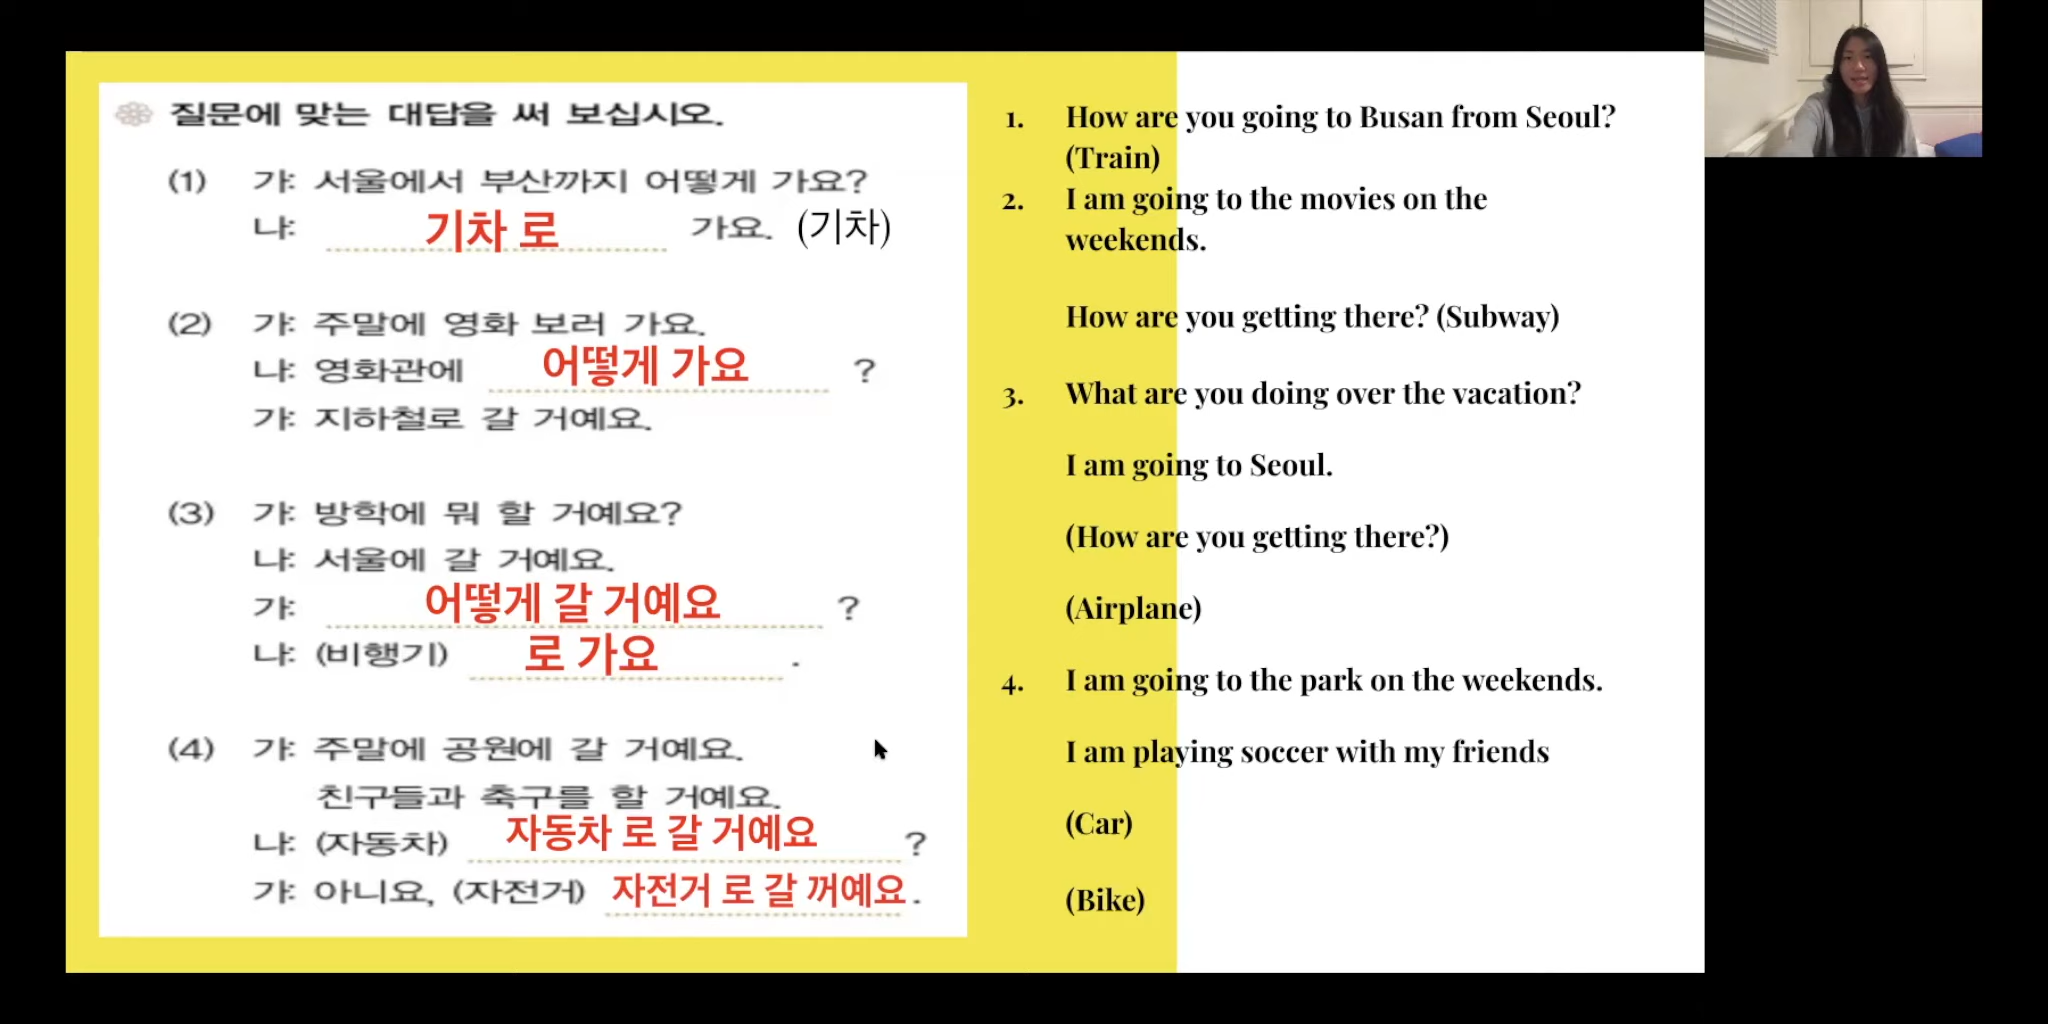 질문에 맞는 대답을 써 보십시오.
(1) 가: 서울에서 부산까지 어떻게 가요?
나: 기차 로 가요. (기차)
(2) 가: 주말에 영화 보러 가요.
나: 영화관에 어떻게 가요 ?
가: 지하철로 갈 거예요.
(3) 가: 방학에 뭐 할 거예요?
나: 서울에 갈 거예요.
가: 어떻게 갈 거예요 ?
나: (비행기) 로 가요 .
(4) 가: 주말에 공원에 갈 거예요.
친구들과 축구를 할 거예요.
나: (자동차) 자동차 로 갈 거예요 ?
가: 아니요, (자전거) 자전거 로 갈 꺼예요 .
1. How are you going to Busan from Seoul?
(Train)
2. I am going to the movies on the
weekends.
How are you getting there? (Subway)
3. What are you doing over the vacation?
I am going to Seoul.
(How are you getting there?)
(Airplane)
4. I am going to the park on the weekends.
I am playing soccer with my friends
(Car)
(Bike)